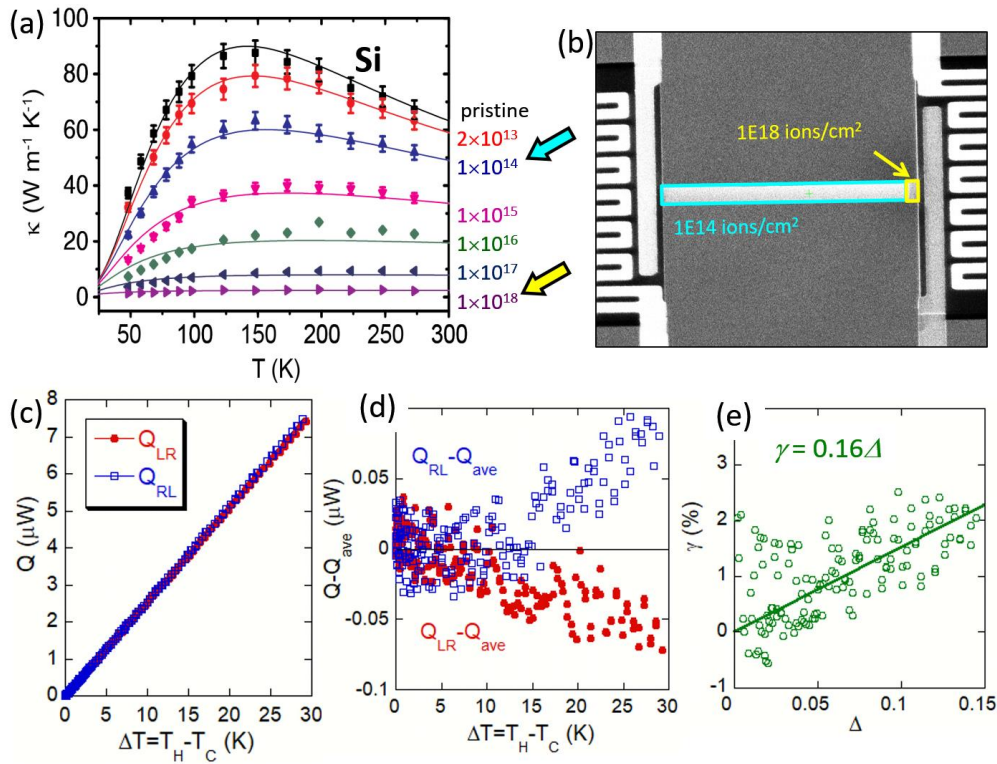 (a)
100
80
60
40
20
0
κ (W m⁻¹ K⁻¹)
Si
50 100 150 200 250 300
T (K)
pristine
2×10¹³
1×10¹⁴
1×10¹⁵
1×10¹⁶
1×10¹⁷
1×10¹⁸
(b)
1E18 ions/cm²
1E14 ions/cm²
(c)
8
7
6
5
4
3
2
1
0
Q (μW)
Q_LR
Q_RL
0 5 10 15 20 25 30
ΔT=T_H-T_C (K)
(d)
0.05
0
-0.05
-0.1
Q-Q_ave (μW)
Q_RL-Q_ave
Q_LR-Q_ave
0 5 10 15 20 25 30
ΔT=T_H-T_C (K)
(e)
3
2
1
0
-1
γ (%)
γ = 0.16Δ
0 0.05 0.10 0.15
Δ